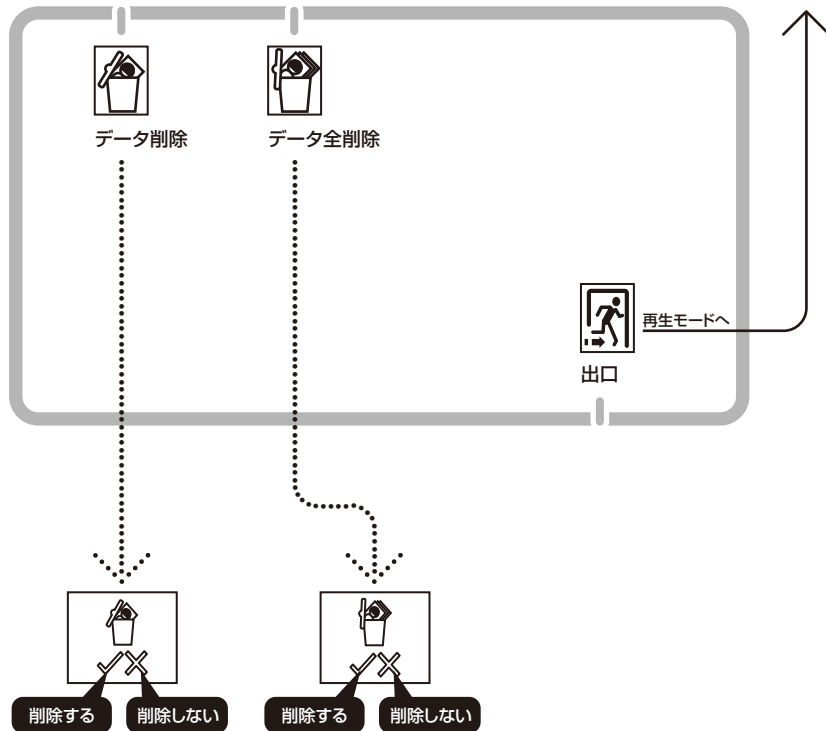 データ削除
データ全削除
再生モードへ
出口
削除する
削除しない
削除する
削除しない